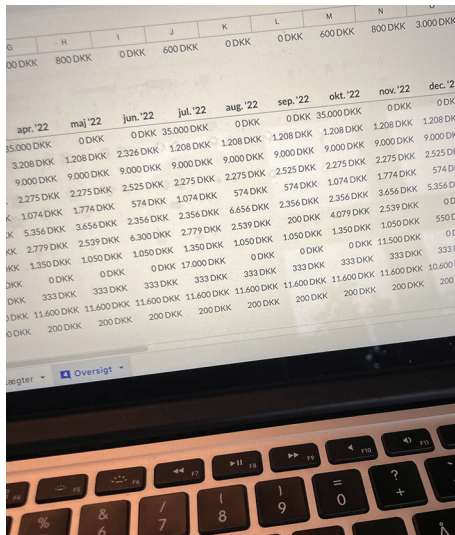 G H I J K L M N
00 DKK 800 DKK 0 DKK 600 DKK 0 DKK 0 DKK 600 DKK 800 DKK 3.000 DKK
apr. '22 maj '22 jun. '22 jul. '22 aug. '22 sep. '22 okt. '22 nov. '22 dec. '2
35.000 DKK 0 DKK 0 DKK 35.000 DKK 0 DKK 0 DKK 35.000 DKK 0 DKK 0 D
3.208 DKK 1.208 DKK 2.326 DKK 1.208 DKK 1.208 DKK 1.208 DKK 1.208 DKK 1.208 DKK 1.208 DK
9.000 DKK 9.000 DKK 9.000 DKK 9.000 DKK 9.000 DKK 9.000 DKK 9.000 DKK 9.000 DKK 9.000 D
2.275 DKK 2.275 DKK 2.525 DKK 2.275 DKK 2.275 DKK 2.525 DKK 2.275 DKK 2.275 DKK 2.525 D
1.074 DKK 1.774 DKK 574 DKK 1.074 DKK 574 DKK 574 DKK 1.074 DKK 1.774 DKK 574
5.356 DKK 3.656 DKK 2.356 DKK 2.356 DKK 6.656 DKK 2.356 DKK 2.356 DKK 3.656 DKK 5.356 D
2.779 DKK 2.539 DKK 6.300 DKK 2.779 DKK 2.539 DKK 200 DKK 4.079 DKK 2.539 DKK 0 D
1.350 DKK 1.050 DKK 1.050 DKK 1.350 DKK 1.050 DKK 1.050 DKK 1.350 DKK 1.050 DKK 550 D
0 DKK 0 DKK 0 DKK 17.000 DKK 0 DKK 0 DKK 0 DKK 11.500 DKK 0 D
333 DKK 333 DKK 333 DKK 333 DKK 333 DKK 333 DKK 333 DKK 333 DKK 333
11.600 DKK 11.600 DKK 11.600 DKK 11.600 DKK 11.600 DKK 11.600 DKK 11.600 DKK 11.600 DKK 10.600
200 DKK 200 DKK 200 DKK 200 DKK 200 DKK 200 DKK 200 DKK 200 DKK 200
ægter 4 Oversigt
F4 F5 F6 F7 F8 F9 F10 F11
% & / ( ) = ?
6 7 8 9 0 +
Å